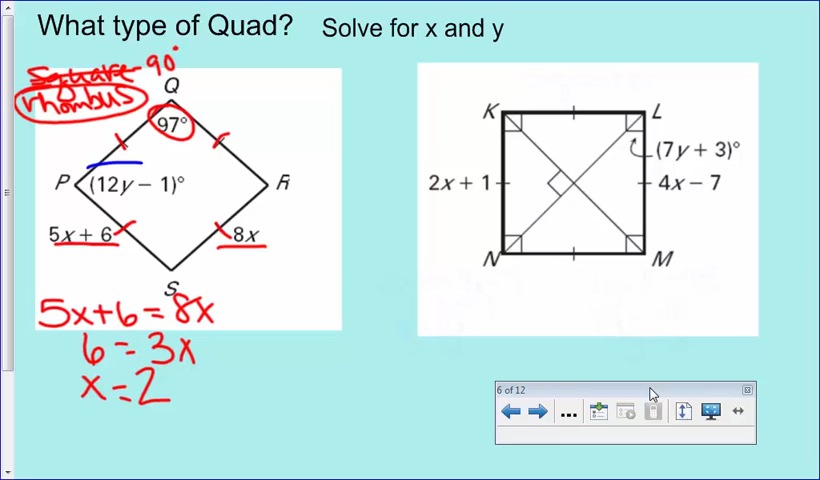 What type of Quad? Solve for x and y
Square 90°
rhombus
Q
97°
P
(12y − 1)°
R
5x + 6
8x
S
5x+6=8x
6=3x
x=2
K
L
(7y + 3)°
2x + 1
4x − 7
N
M
6 of 12
...